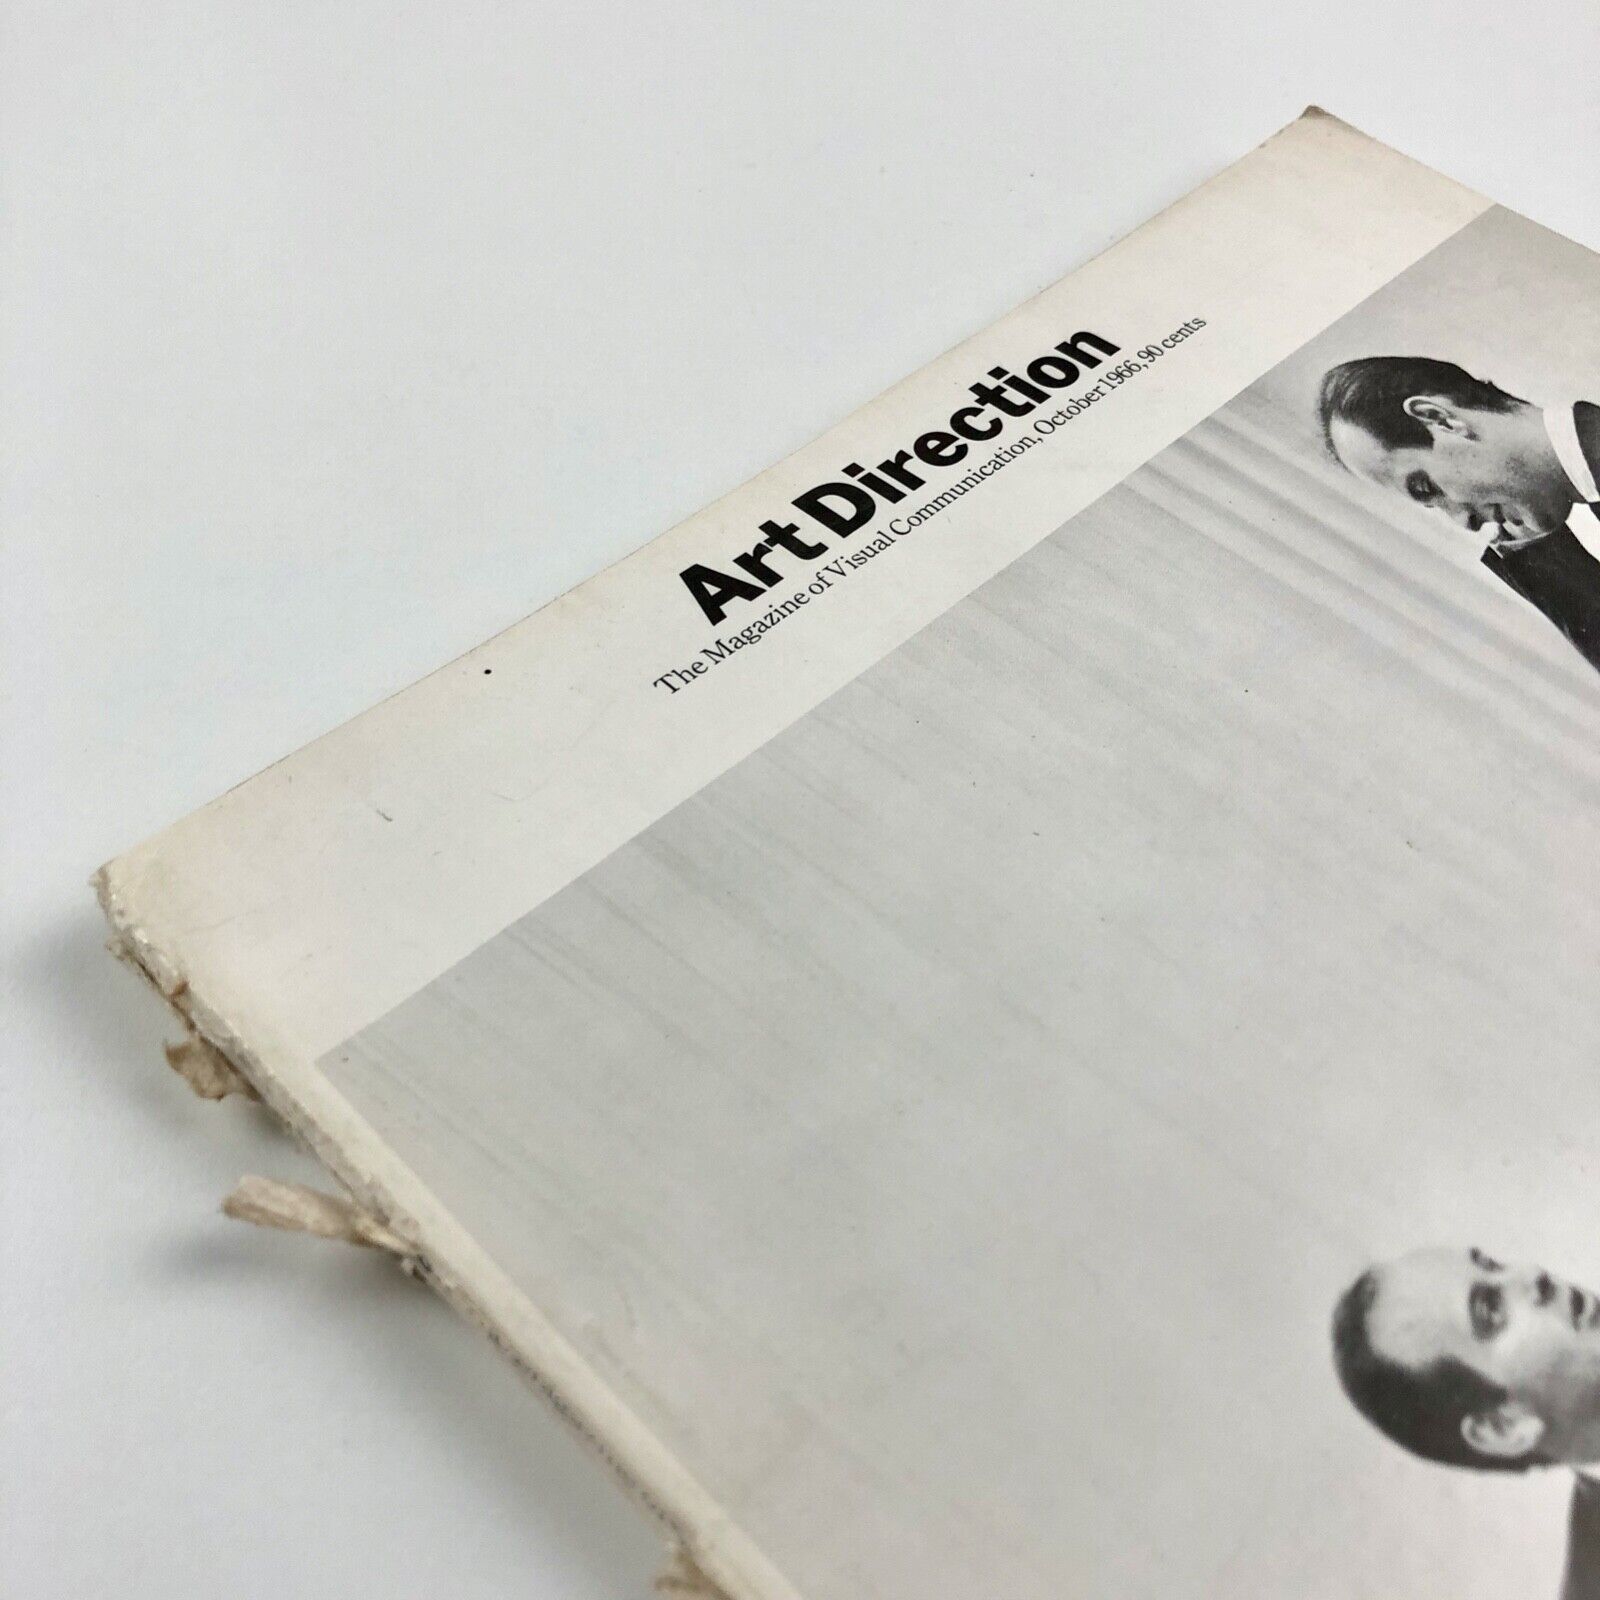 Art Direction
The Magazine of Visual Communication, October 1966, 90 cents